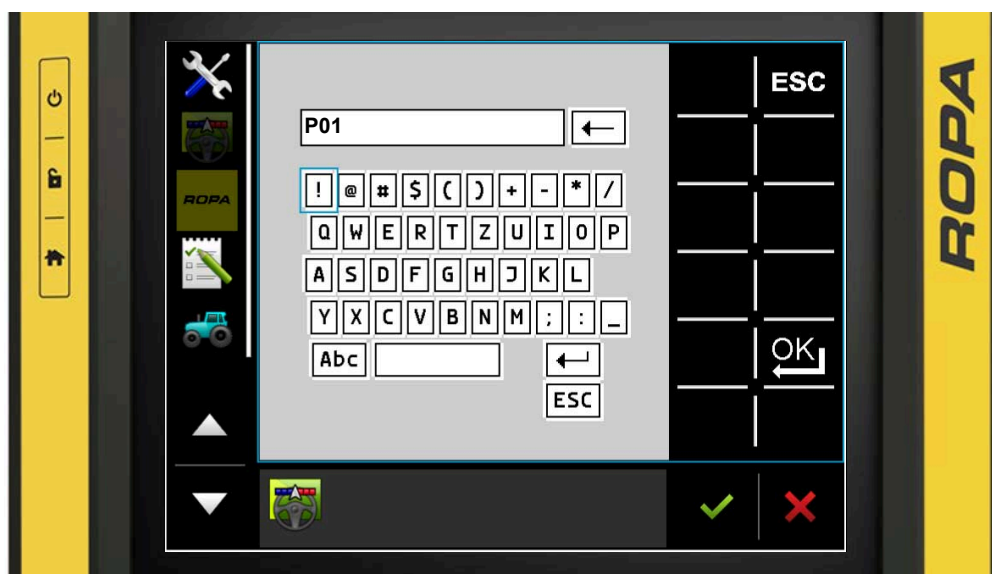 ESC
P01
ROPA
ROPA
! @ # $ ( ) + - * /
Q W E R T Z U I O P
A S D F G H J K L
Y X C V B N M ; : _
Abc
OK
ESC